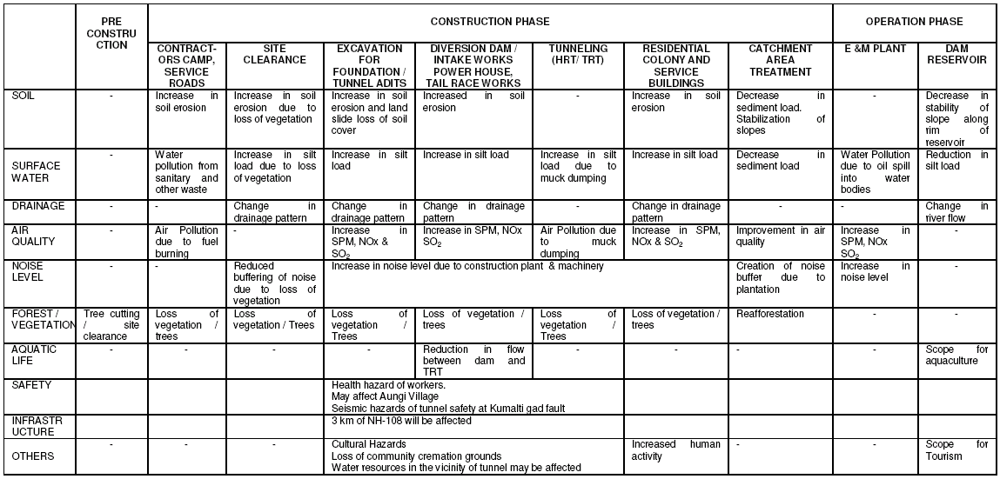 PRE CONSTRU CTION
CONSTRUCTION PHASE
OPERATION PHASE
CONTRACT-ORS CAMP, SERVICE ROADS
SITE CLEARANCE
EXCAVATION FOR FOUNDATION / TUNNEL ADITS
DIVERSION DAM / INTAKE WORKS POWER HOUSE, TAIL RACE WORKS
TUNNELING (HRT/ TRT)
RESIDENTIAL COLONY AND SERVICE BUILDINGS
CATCHMENT AREA TREATMENT
E &M PLANT
DAM RESERVOIR
SOIL
-
Increase in soil erosion
Increase in soil erosion due to loss of vegetation
Increase in soil erosion and land slide loss of soil cover
Increased in soil erosion
-
Increase in soil erosion
Decrease in sediment load. Stabilization of slopes
-
Decrease in stability of slope along rim of reservoir
SURFACE WATER
-
Water pollution from sanitary and other waste
Increase in silt load due to loss of vegetation
Increase in silt load
Increase in silt load
Increase in silt load due to muck dumping
Increase in silt load
Decrease in sediment load
Water Pollution due to oil spill into water bodies
Reduction in silt load
DRAINAGE
-
-
Change in drainage pattern
Change in drainage pattern
Change in drainage pattern
-
Change in drainage pattern
-
-
Change in river flow
AIR QUALITY
-
Air Pollution due to fuel burning
-
Increase in SPM, NOx & SO2
Increase in SPM, NOx SO2
Air Pollution due to muck dumping
Increase in SPM, NOx & SO2
Improvement in air quality
Increase in SPM, NOx SO2
-
NOISE LEVEL
-
-
Reduced buffering of noise due to loss of vegetation
Increase in noise level due to construction plant & machinery
Creation of noise buffer due to plantation
Increase in noise level
-
FOREST / VEGETATION
Tree cutting / site clearance
Loss of vegetation / trees
Loss of vegetation / Trees
Loss of vegetation / Trees
Loss of vegetation / trees
Loss of vegetation / Trees
Loss of vegetation / trees
Reafforestation
-
-
AQUATIC LIFE
-
-
-
-
Reduction in flow between dam and TRT
-
-
-
-
Scope for aquaculture
SAFETY
Health hazard of workers.
May affect Aungi Village
Seismic hazards of tunnel safety at Kumalti gad fault
INFRASTR UCTURE
3 km of NH-108 will be affected
OTHERS
-
-
-
Cultural Hazards
Loss of community cremation grounds
Water resources in the vicinity of tunnel may be affected
Increased human activity
-
-
Scope for Tourism